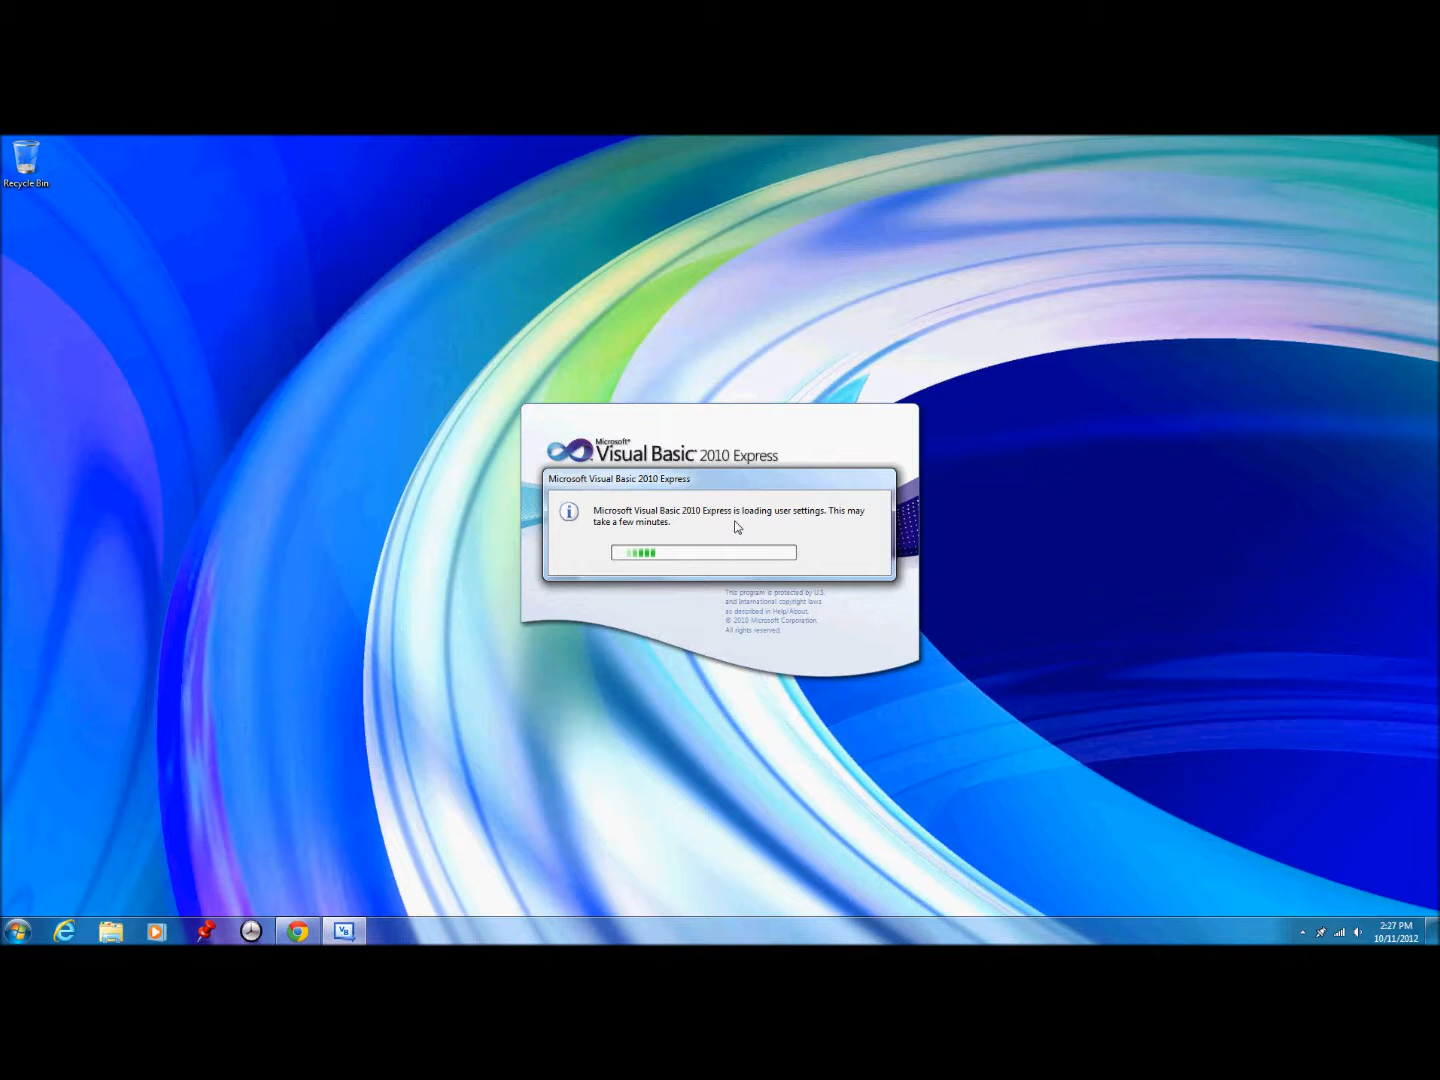 Recycle Bin
Microsoft®
Visual Basic® 2010 Express
Microsoft Visual Basic 2010 Express
Microsoft Visual Basic 2010 Express is loading user settings. This may
take a few minutes.
This program is protected by U.S.
and International copyright laws
as described in Help/About.
© 2010 Microsoft Corporation.
All rights reserved.
VB
2:27 PM
10/11/2012